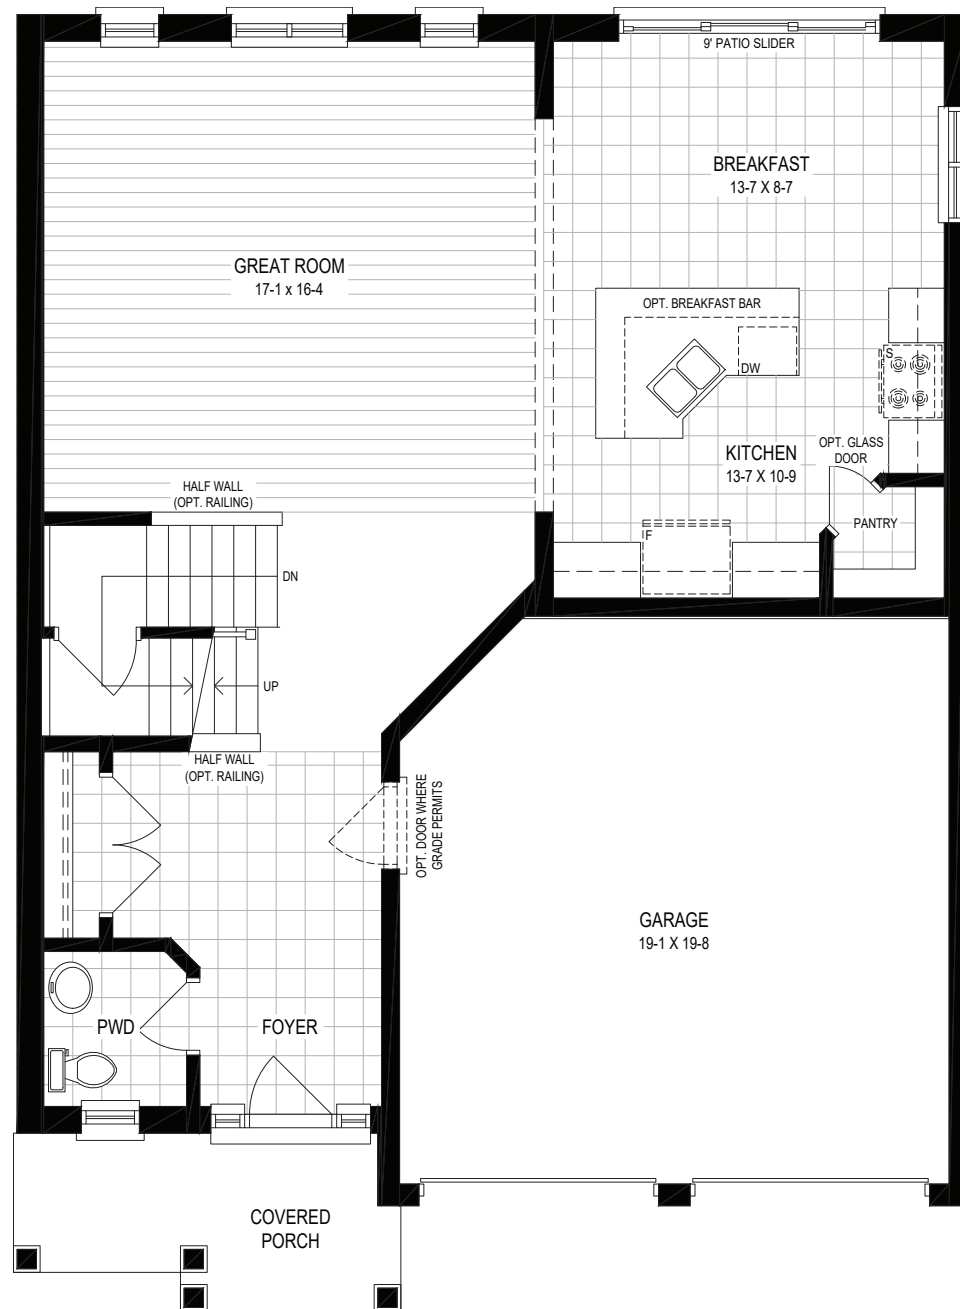 9' PATIO SLIDER
BREAKFAST
13-7 X 8-7
GREAT ROOM
17-1 x 16-4
OPT. BREAKFAST BAR
DW
S
KITCHEN
13-7 X 10-9
OPT. GLASS
DOOR
PANTRY
F
HALF WALL
(OPT. RAILING)
DN
UP
HALF WALL
(OPT. RAILING)
OPT. DOOR WHERE
GRADE PERMITS
GARAGE
19-1 X 19-8
PWD
FOYER
COVERED
PORCH